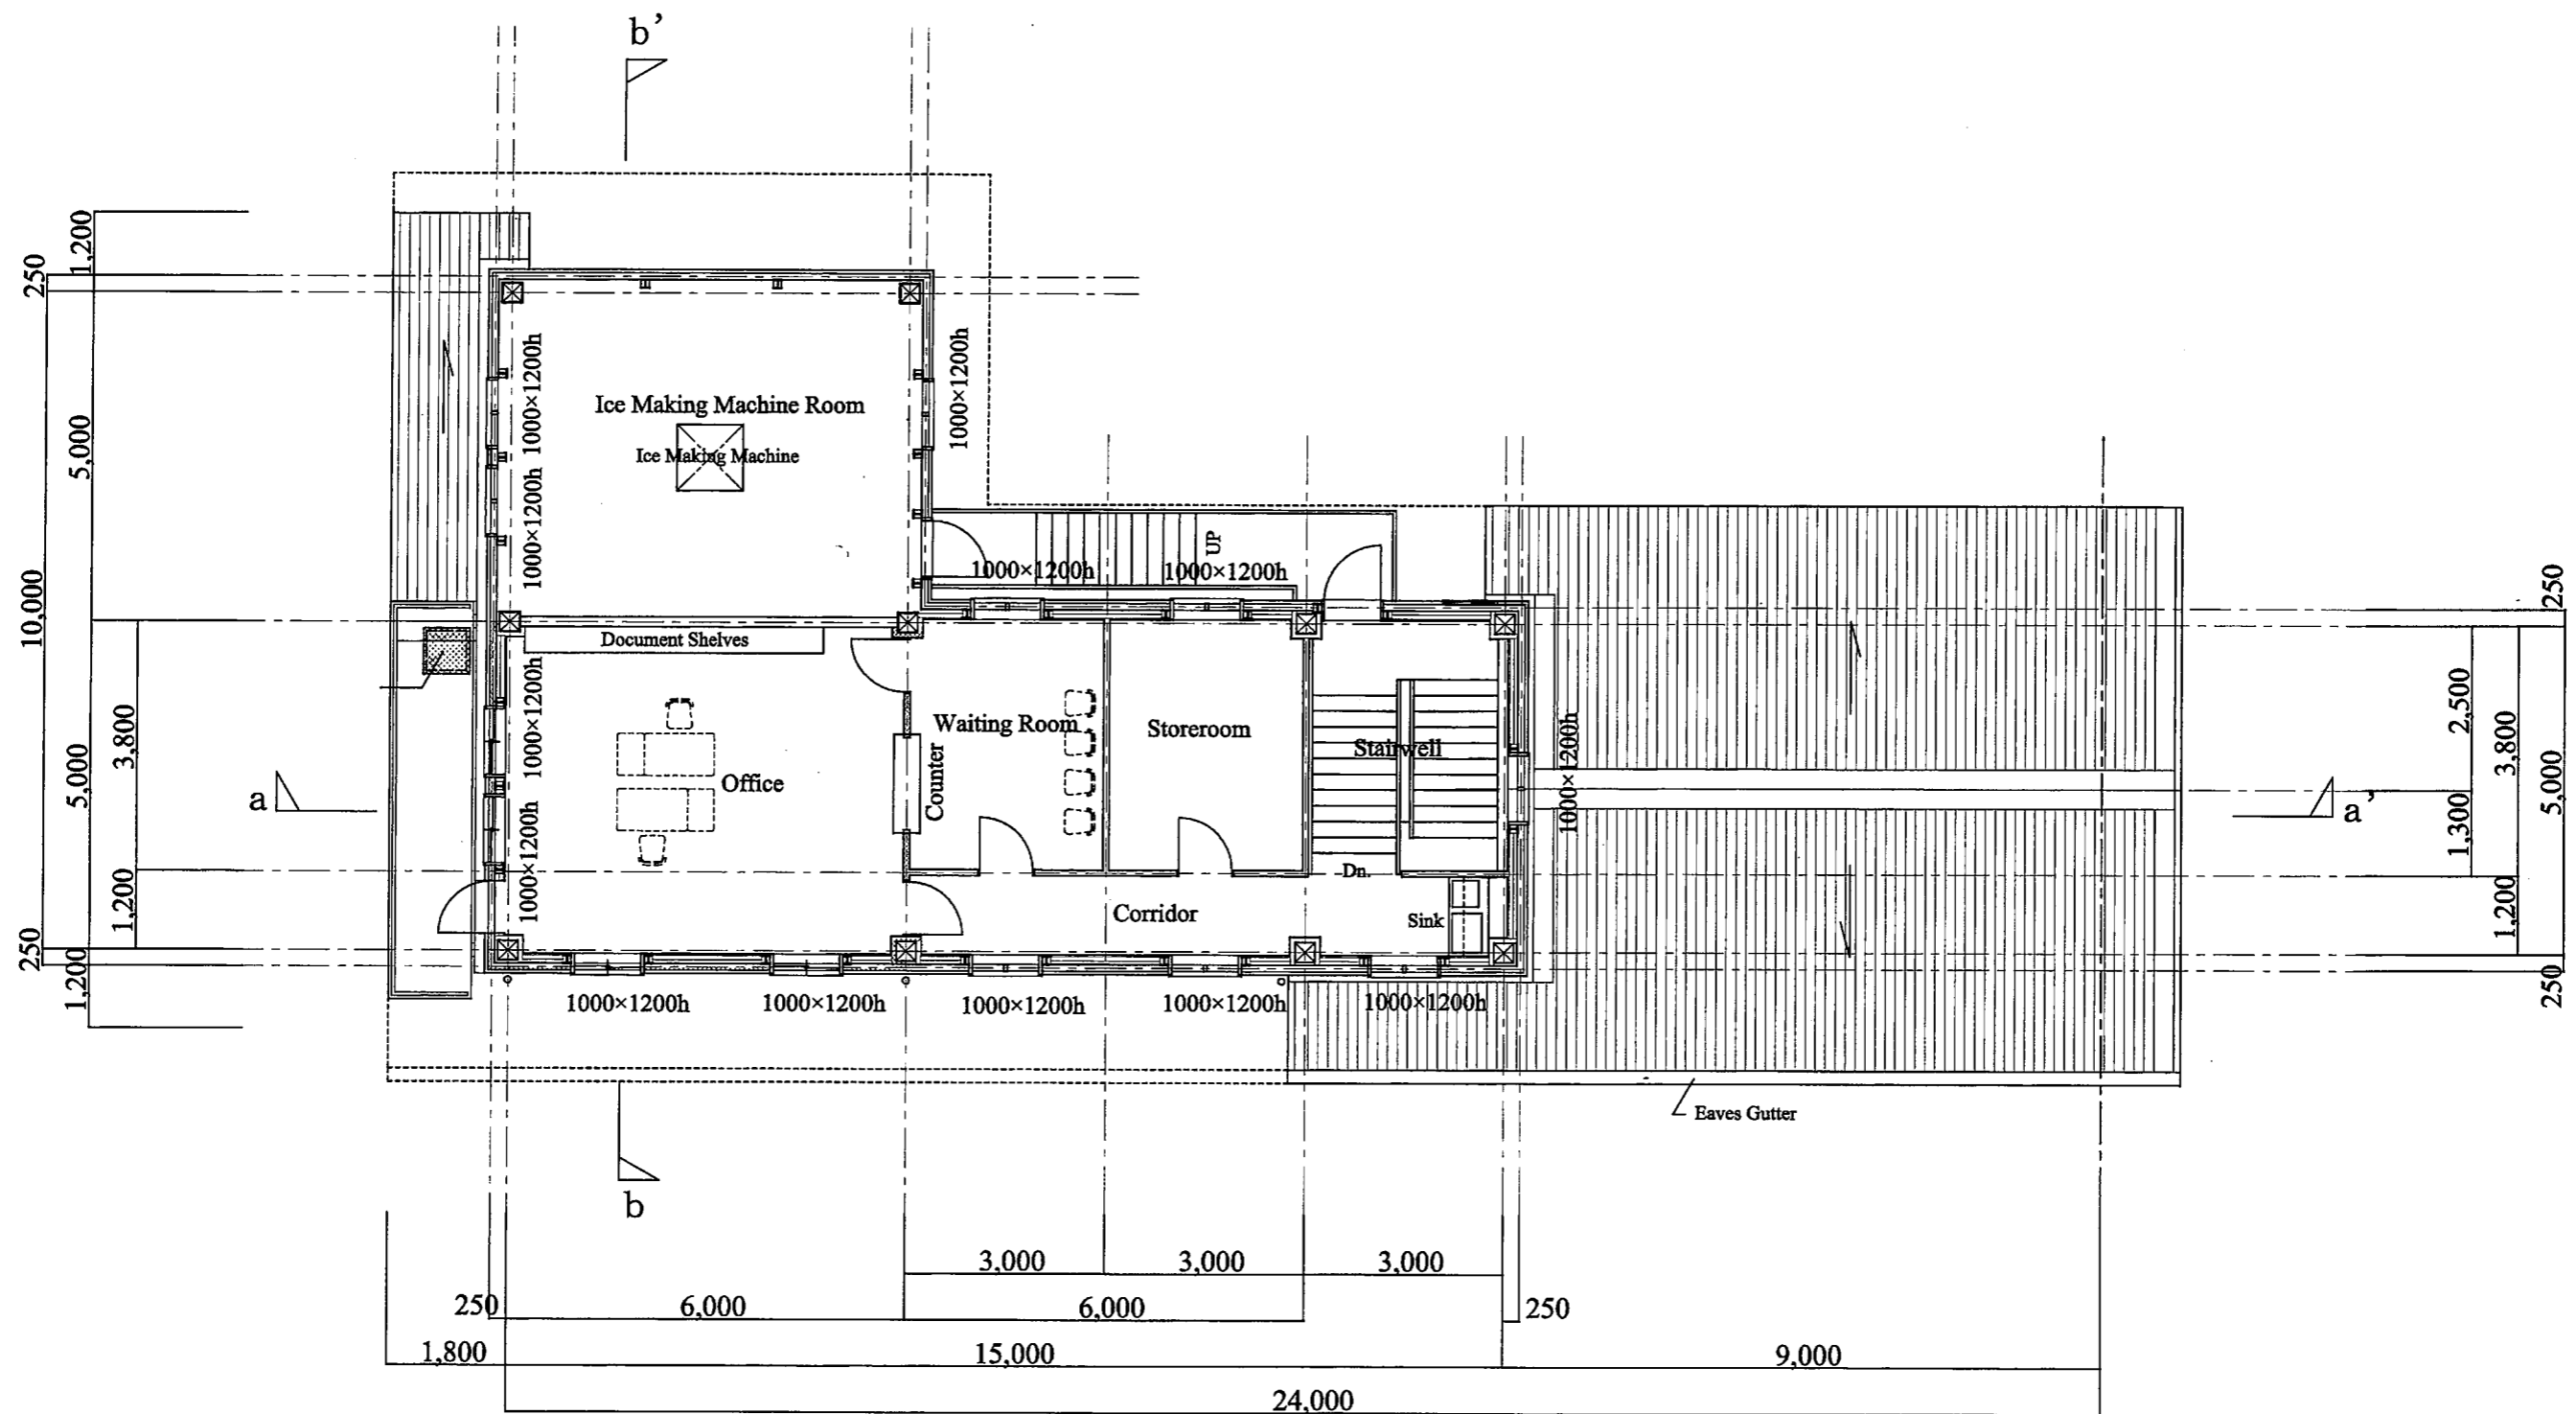 b’
1,200
250
5,000
10,000
3,800
5,000
1,200
250
1,200
1000×1200h
1000×1200h
1000×1200h
Ice Making Machine Room
Ice Making Machine
UP
1000×1200h
1000×1200h
Document Shelves
1000×1200h
1000×1200h
Office
Counter
Waiting Room
Storeroom
Stairwell
1000×1200h
Dn.
Corridor
Sink
a
a’
250
2,500
3,800
5,000
1,300
1,200
250
1000×1200h
1000×1200h
1000×1200h
1000×1200h
1000×1200h
Eaves Gutter
b
3,000
3,000
3,000
250
6,000
6,000
250
1,800
15,000
9,000
24,000